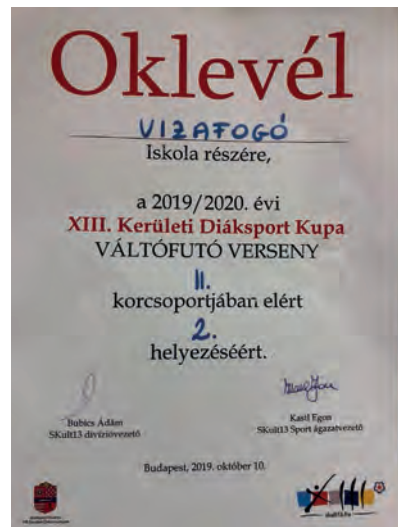 Oklevél
VIZAFOGÓ
Iskola részére,
a 2019/2020. évi
XIII. Kerületi Diáksport Kupa
VÁLTÓFUTÓ VERSENY
II.
korcsoportjában elért
2.
helyezéséért.
Bubics Ádám
SKult13 divízióvezető
Kasil Egon
SKult13 Sport ágazatvezető
Budapest, 2019. október 10.